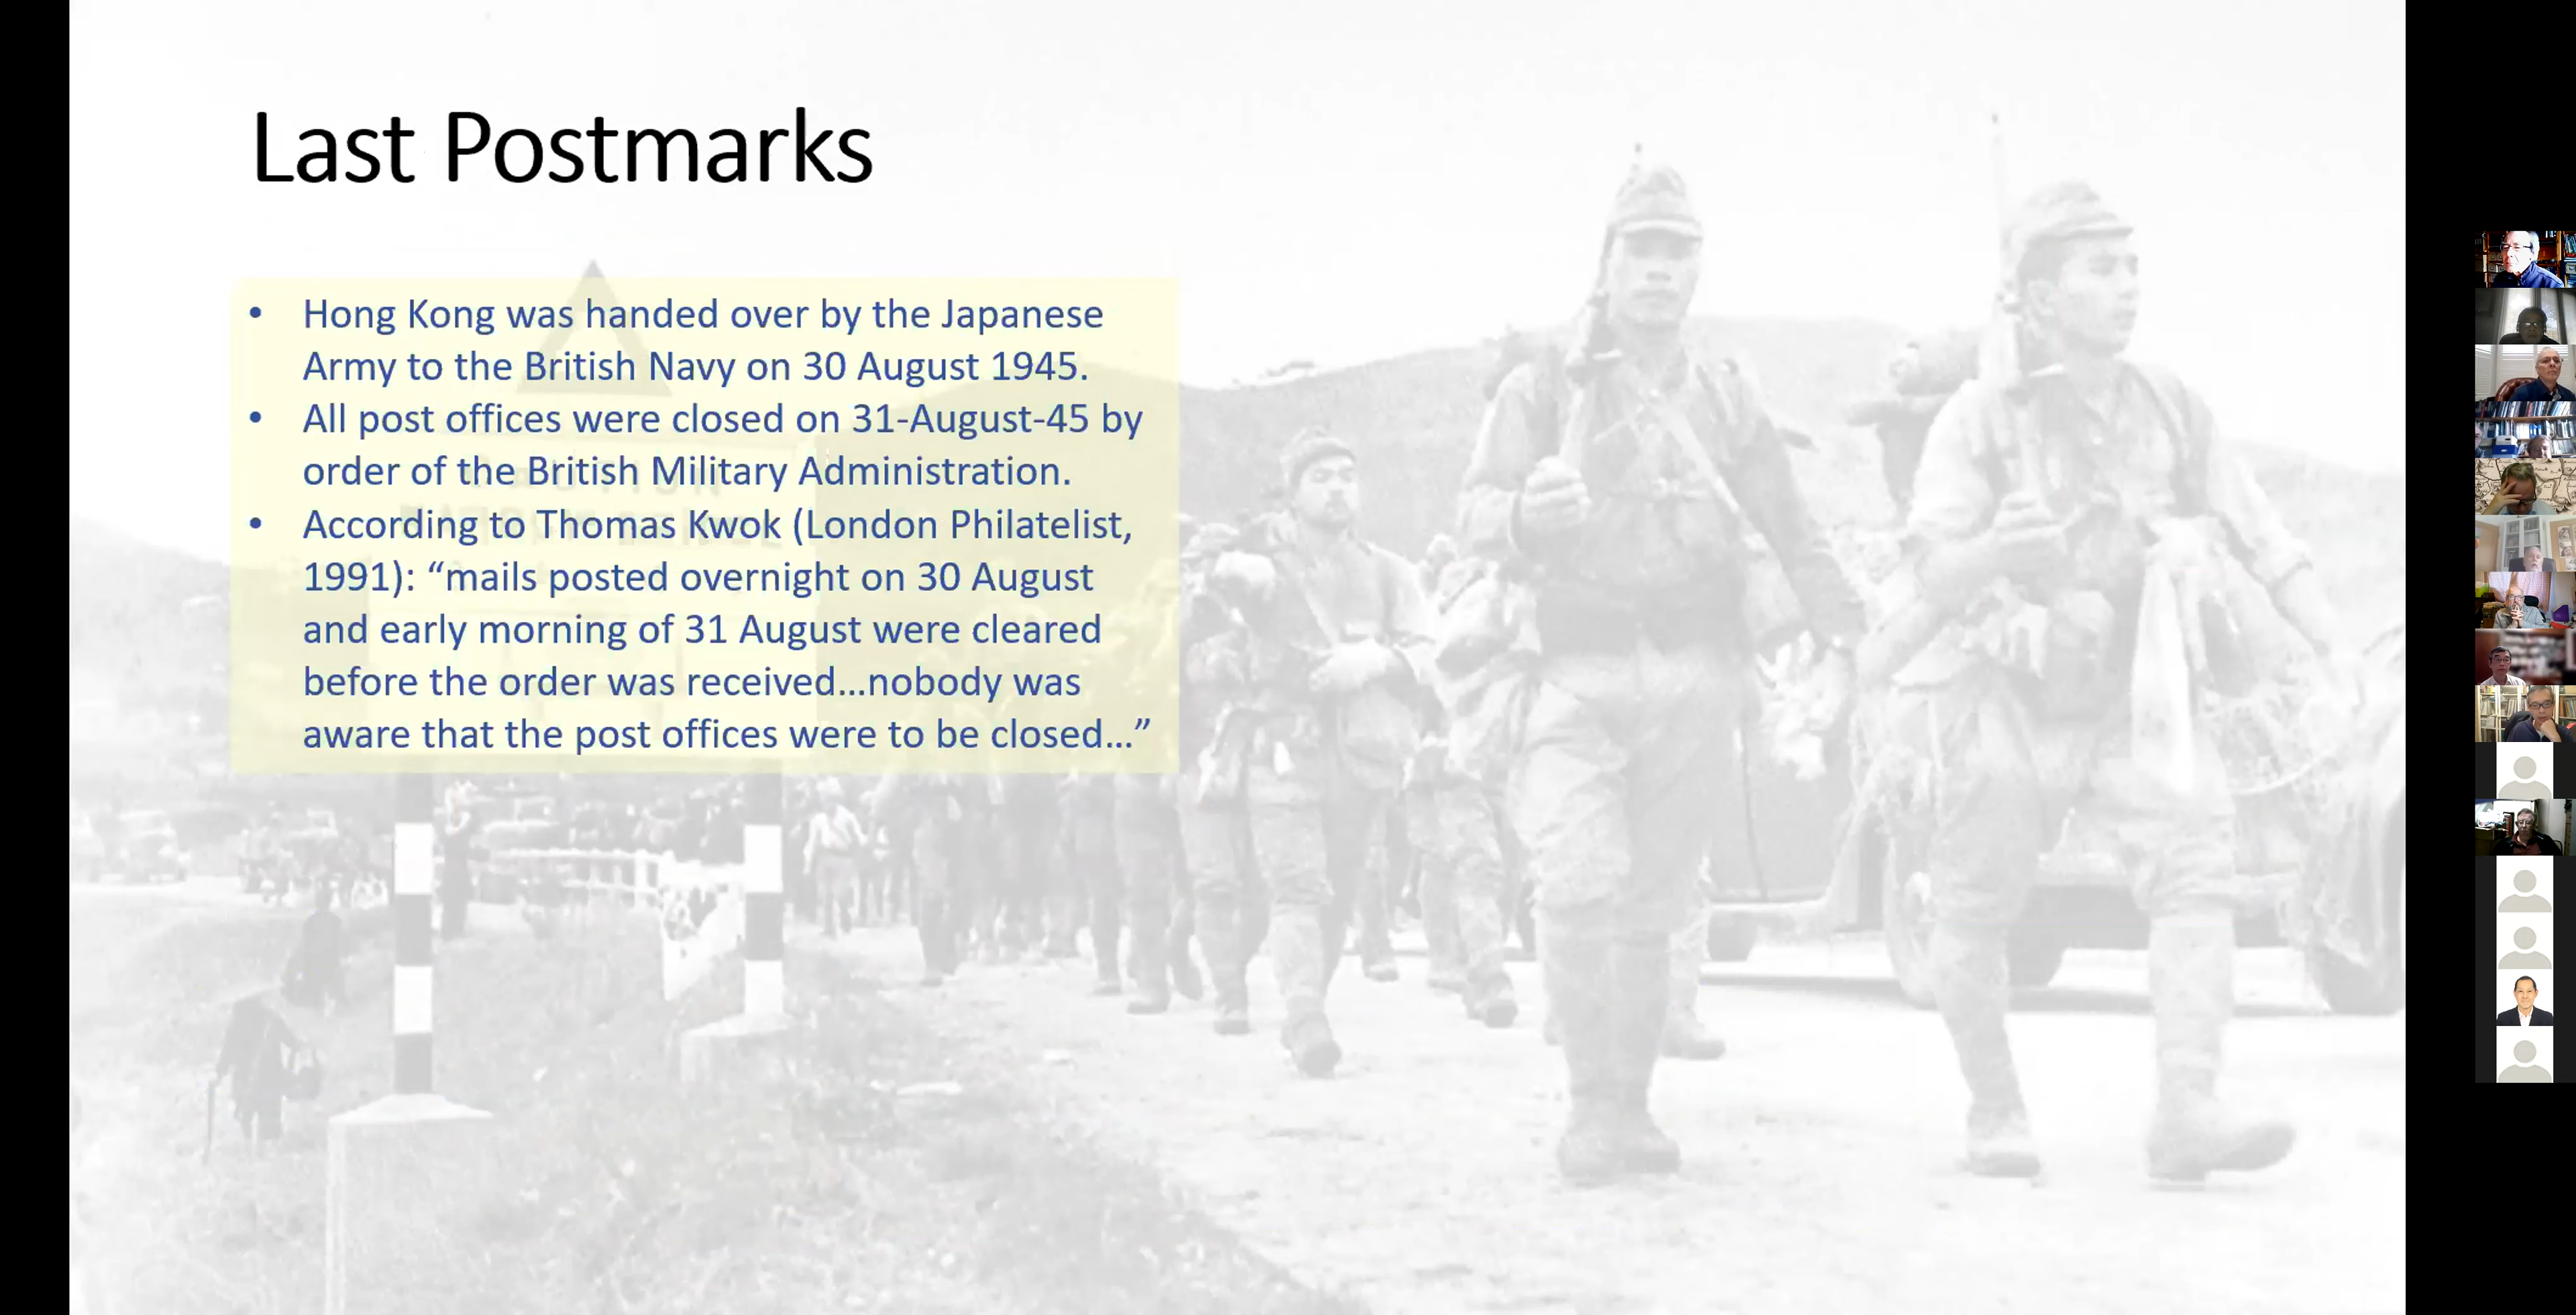 Last Postmarks
• Hong Kong was handed over by the Japanese
Army to the British Navy on 30 August 1945.
• All post offices were closed on 31-August-45 by
order of the British Military Administration.
• According to Thomas Kwok (London Philatelist,
1991): “mails posted overnight on 30 August
and early morning of 31 August were cleared
before the order was received…nobody was
aware that the post offices were to be closed…”